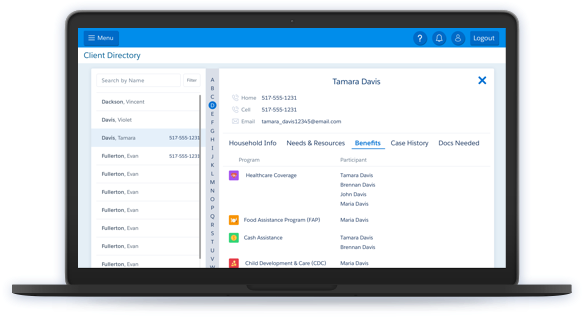 Menu
Logout
Client Directory
Search by Name
Filter
Dackson, Vincent
Davis, Violet
Davis, Tamara 517-555-1231
Fullerton, Evan 517-555-1231
Fullerton, Evan
Fullerton, Evan
Fullerton, Evan
Fullerton, Evan
Fullerton, Evan
Fullerton, Evan
A
B
C
D
E
F
G
H
I
J
K
L
M
N
O
P
Q
R
S
T
U
V
W
Tamara Davis
Home 517-555-1231
Cell 517-555-1231
Email tamara_davis12345@email.com
Household Info Needs & Resources Benefits Case History Docs Needed
Program Participant
Healthcare Coverage Tamara Davis
Brennan Davis
John Davis
Maria Davis
Food Assistance Program (FAP) Maria Davis
Cash Assistance Tamara Davis
Brennan Davis
Child Development & Care (CDC) Maria Davis